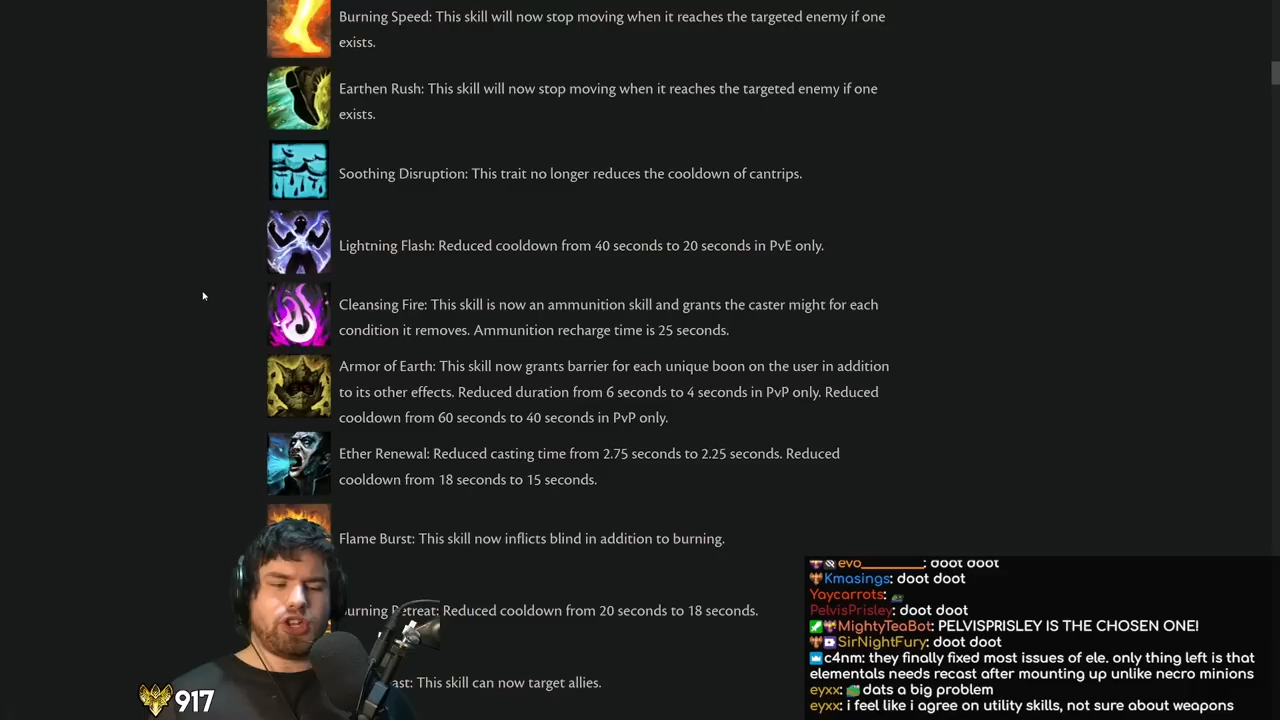 Burning Speed: This skill will now stop moving when it reaches the targeted enemy if one
exists.
Earthen Rush: This skill will now stop moving when it reaches the targeted enemy if one
exists.
Soothing Disruption: This trait no longer reduces the cooldown of cantrips.
Lightning Flash: Reduced cooldown from 40 seconds to 20 seconds in PvE only.
Cleansing Fire: This skill is now an ammunition skill and grants the caster might for each
condition it removes. Ammunition recharge time is 25 seconds.
Armor of Earth: This skill now grants barrier for each unique boon on the user in addition
to its other effects. Reduced duration from 6 seconds to 4 seconds in PvP only. Reduced
cooldown from 60 seconds to 40 seconds in PvP only.
Ether Renewal: Reduced casting time from 2.75 seconds to 2.25 seconds. Reduced
cooldown from 18 seconds to 15 seconds.
Flame Burst: This skill now inflicts blind in addition to burning.
Retreat: Reduced cooldown from 20 seconds to 18 seconds.
This skill can now target allies.
917
doot doot
Kmasings: doot doot
Yaycarrots:
PelvisPrisley: doot doot
MightyTeaBot: PELVISPRISLEY IS THE CHOSEN ONE!
SirNightFury: doot doot
c4nm: they finally fixed most issues of ele. only thing left is that
elementals needs recast after mounting up unlike necro minions
eyxx: dats a big problem
eyxx: i feel like i agree on utility skills, not sure about weapons